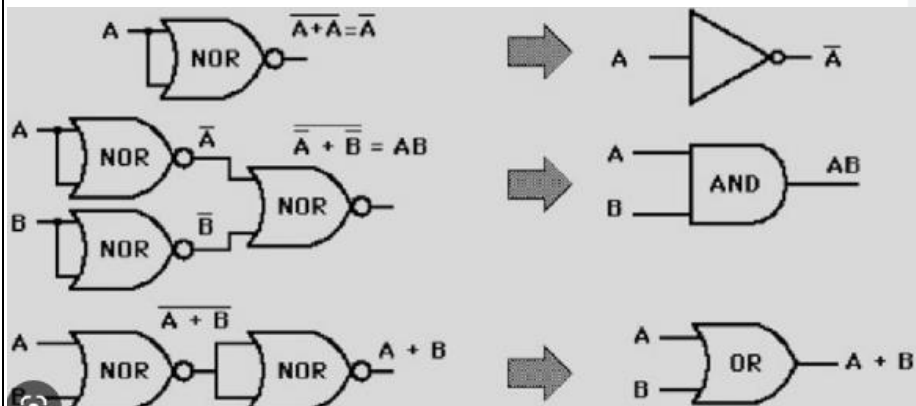 A NOR A̅+̅A̅=A̅ A A̅
A NOR A̅ A̅ + B̅ = AB A AND AB
NOR
B NOR B̅ B
A NOR A̅ ̅+̅ ̅B̅ NOR A + B A OR A + B
B B